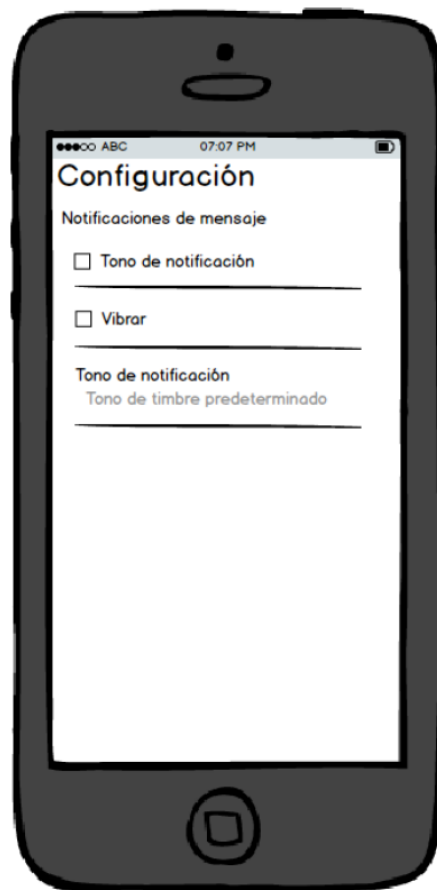 ABC 07:07 PM
Configuración
Notificaciones de mensaje
Tono de notificación
Vibrar
Tono de notificación
Tono de timbre predeterminado